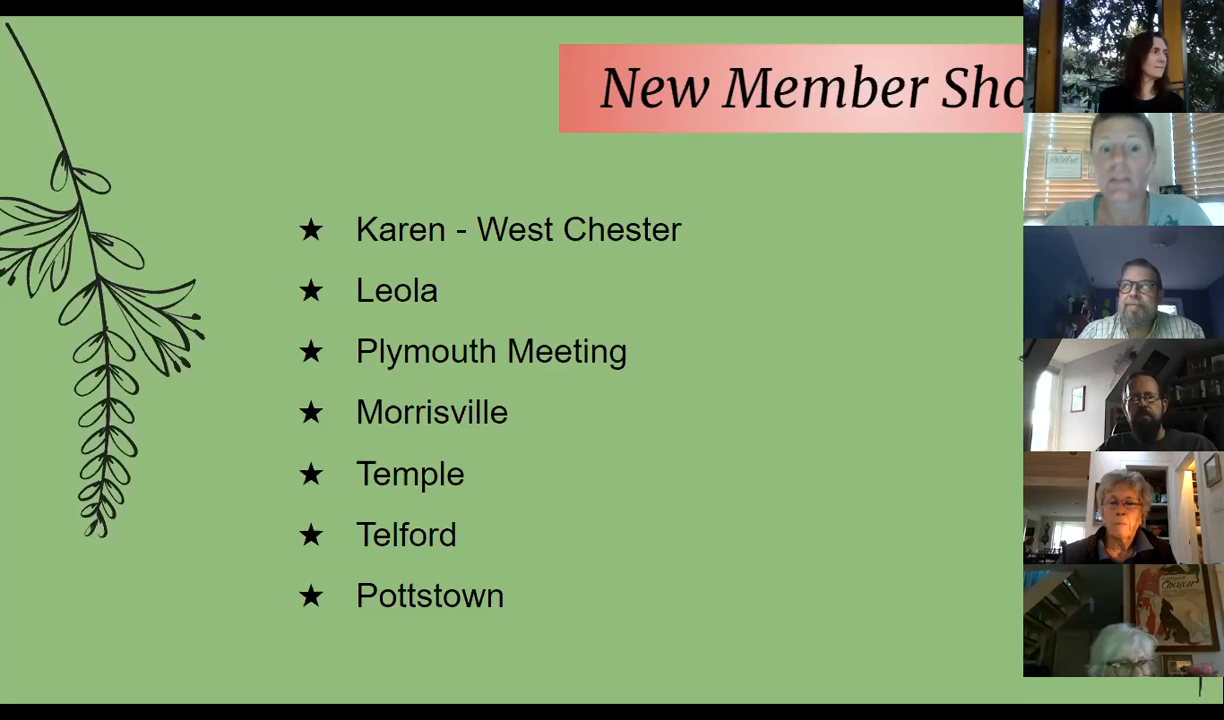 New Member Sho
★ Karen - West Chester
★ Leola
★ Plymouth Meeting
★ Morrisville
★ Temple
★ Telford
★ Pottstown